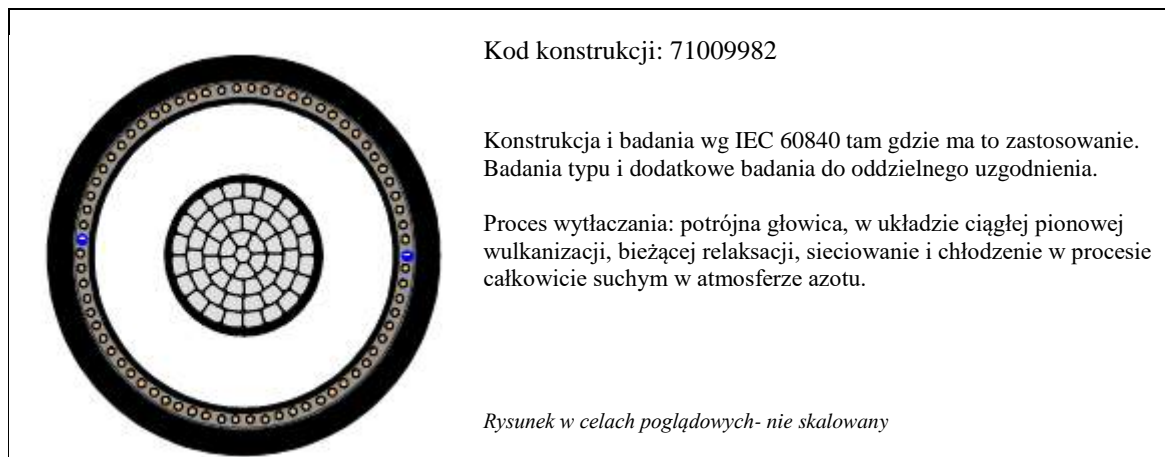 Kod konstrukcji: 71009982
Konstrukcja i badania wg IEC 60840 tam gdzie ma to zastosowanie.
Badania typu i dodatkowe badania do oddzielnego uzgodnienia.
Proces wytłaczania: potrójna głowica, w układzie ciągłej pionowej
wulkanizacji, bieżącej relaksacji, sieciowanie i chłodzenie w procesie
całkowicie suchym w atmosferze azotu.
Rysunek w celach poglądowych- nie skalowany